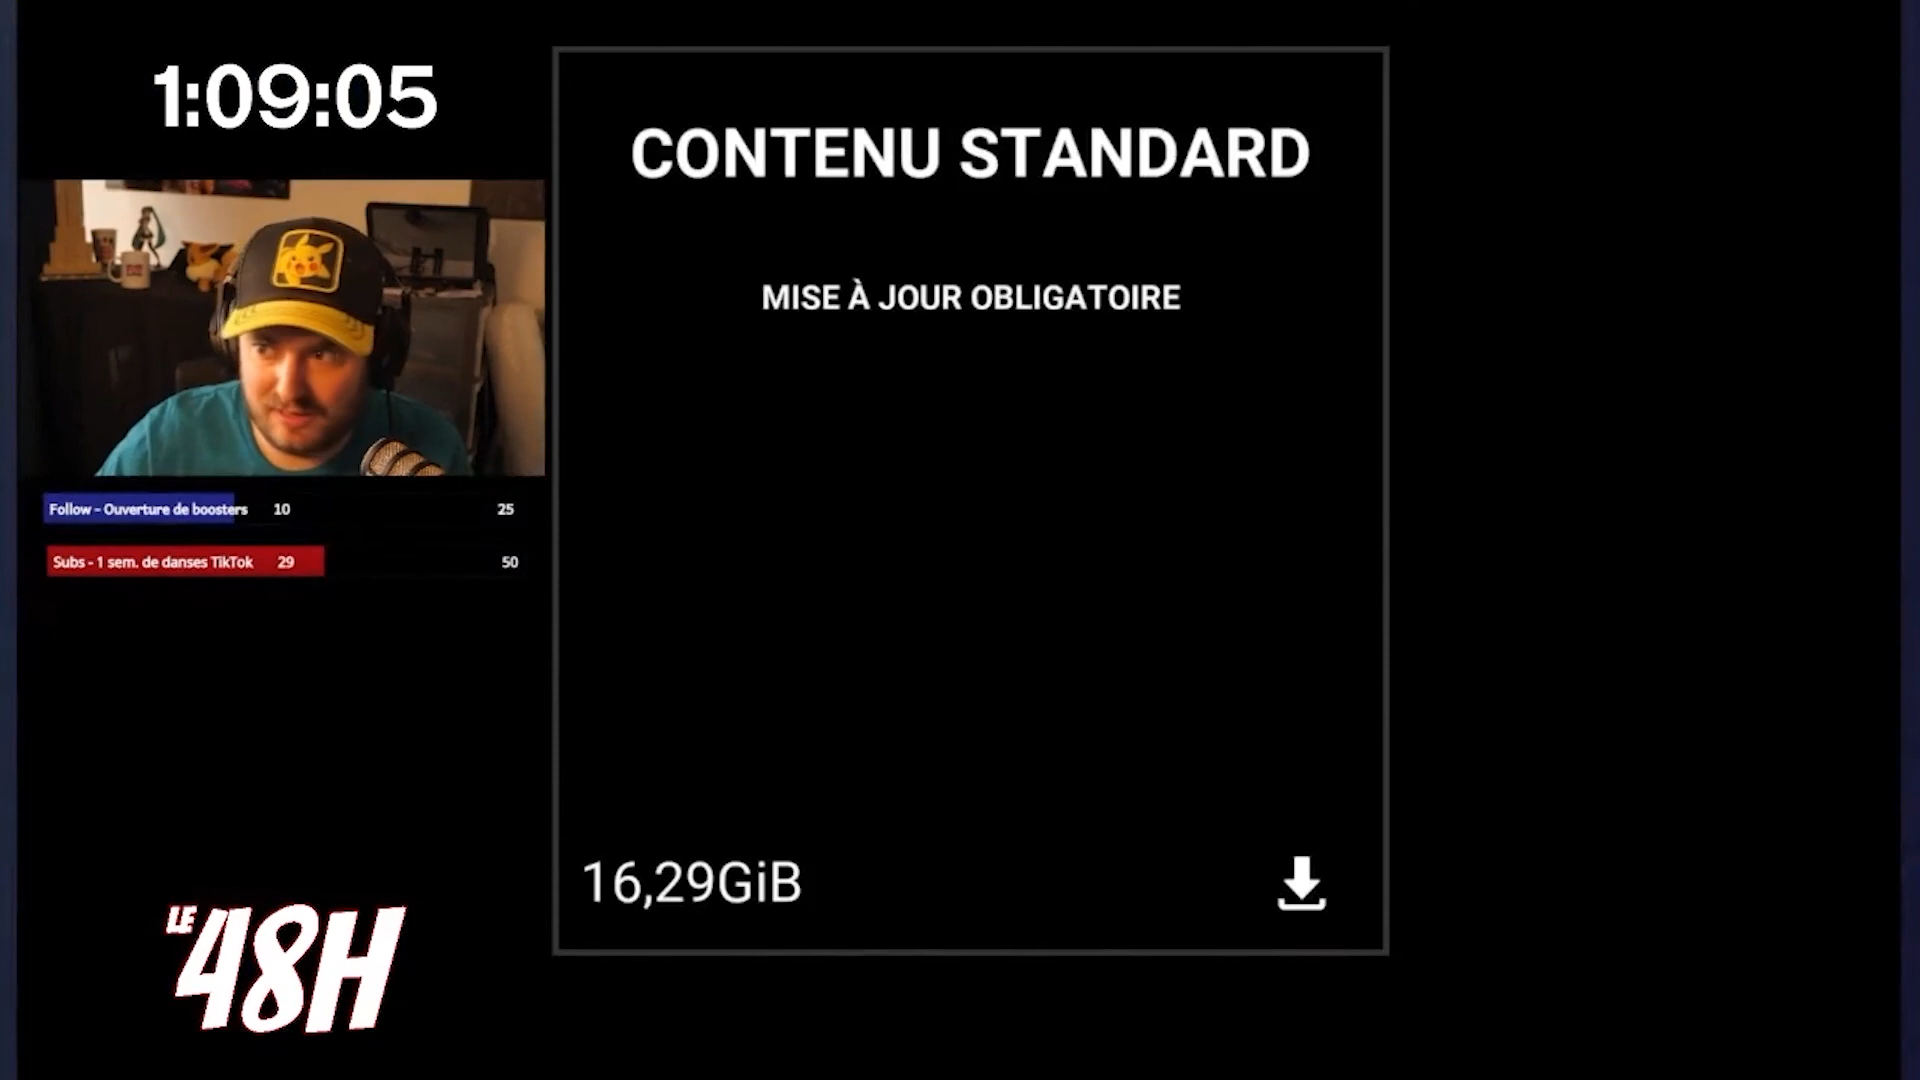 1:09:05
CONTENU STANDARD
MISE À JOUR OBLIGATOIRE
Follow - Ouverture de boosters 10 25
Subs - 1 sem. de danses TikTok 29 50
16,29GiB
LE
48H